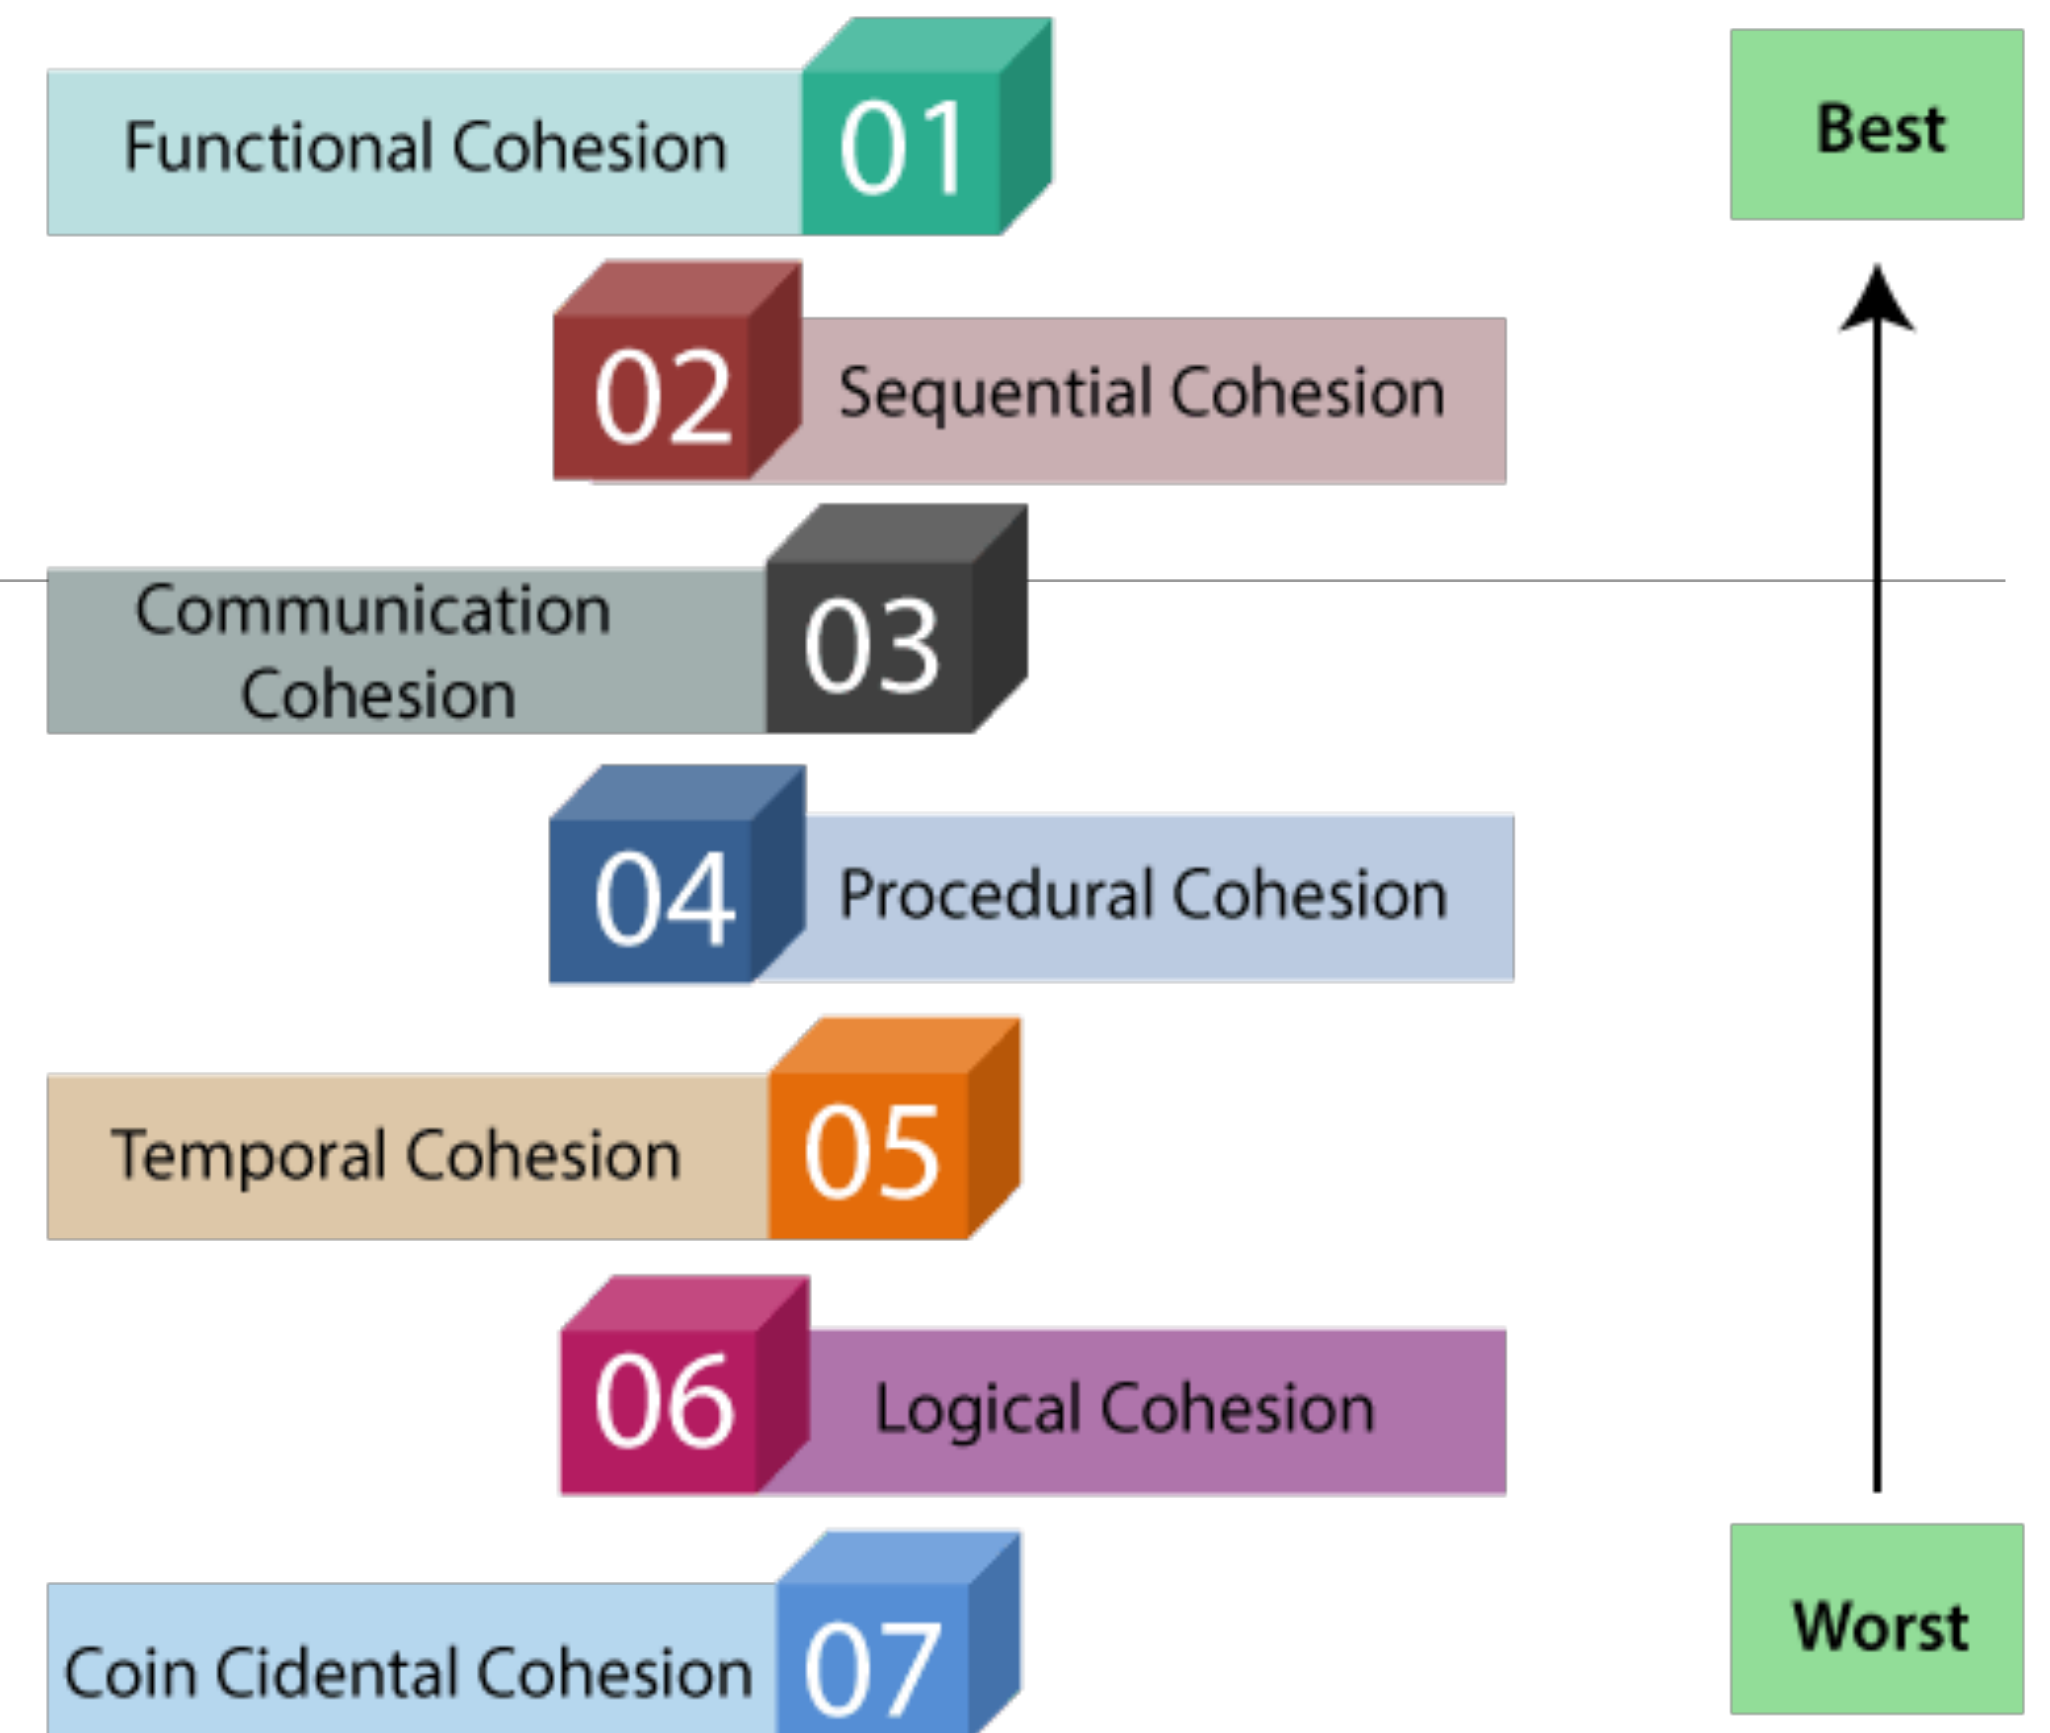 Functional Cohesion 01
Best
02 Sequential Cohesion
Communication
Cohesion
03
04 Procedural Cohesion
Temporal Cohesion 05
06 Logical Cohesion
Coin Cidental Cohesion 07
Worst